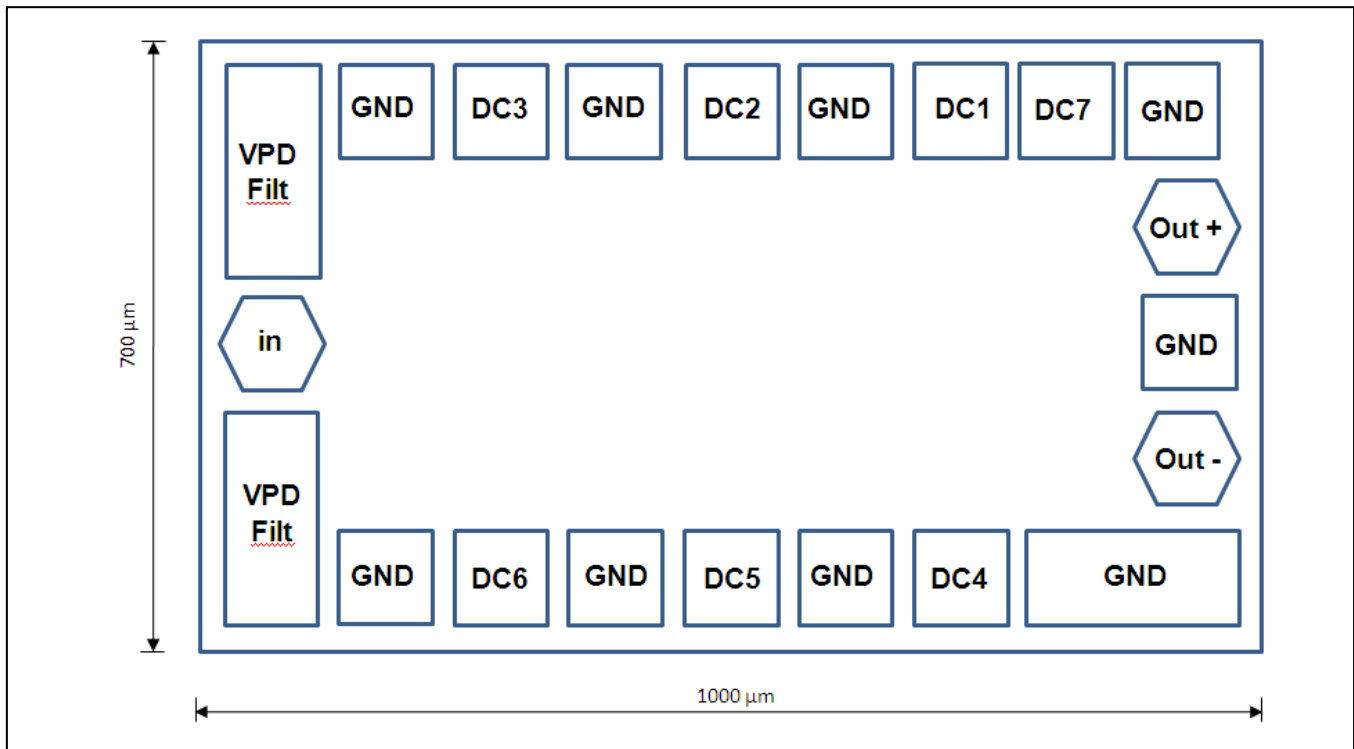 VPD
Filt
GND
DC3
GND
DC2
GND
DC1
DC7
GND
Out +
in
GND
700 µm
Out -
VPD
Filt
GND
DC6
GND
DC5
GND
DC4
GND
1000 µm